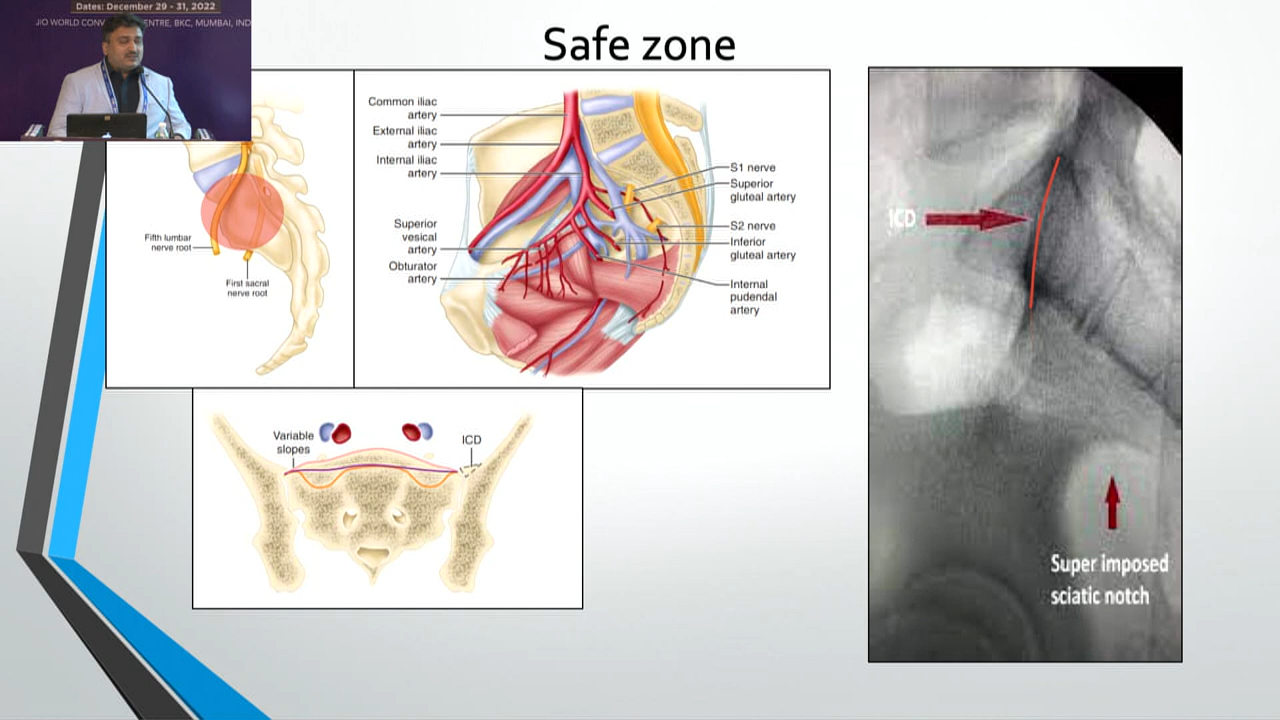 Dates: December 29 - 31, 2022
JIO WORLD CONV ENTRE, BKC, MUMBAI, IND
Safe zone
Fifth lumbar
nerve root
First sacral
nerve root
Common iliac
artery
External iliac
artery
Internal iliac
artery
Superior
vesical
artery
Obturator
artery
S1 nerve
Superior
gluteal artery
S2 nerve
Inferior
gluteal artery
Internal
pudendal
artery
Variable
slopes
ICD
ICD
Super imposed
sciatic notch